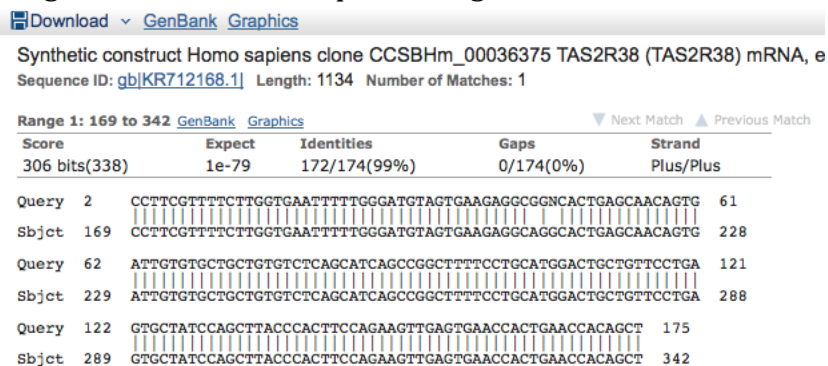 Download GenBank Graphics
Synthetic construct Homo sapiens clone CCSBHm_00036375 TAS2R38 (TAS2R38) mRNA, e
Sequence ID: gb|KR712168.1| Length: 1134 Number of Matches: 1
Range 1: 169 to 342 GenBank Graphics Next Match Previous Match
Score Expect Identities Gaps Strand
306 bits(338) 1e-79 172/174(99%) 0/174(0%) Plus/Plus
Query 2 CCTTCGTTTTCTTGGTGAATTTTTGGGATGTAGTGAAGAGGCGGNCACTGAGCAACAGTG 61
Sbjct 169 CCTTCGTTTTCTTGGTGAATTTTTGGGATGTAGTGAAGAGGCAGGCACTGAGCAACAGTG 228
Query 62 ATTGTGTGCTGCTGTGTCTCAGCATCAGCCGGCTTTTCCTGCATGGACTGCTGTTCCTGA 121
Sbjct 229 ATTGTGTGCTGCTGTGTCTCAGCATCAGCCGGCTTTTCCTGCATGGACTGCTGTTCCTGA 288
Query 122 GTGCTATCCAGCTTACCCACTTCCAGAAGTTGAGTGAACCACTGAACCACAGCT 175
Sbjct 289 GTGCTATCCAGCTTACCCACTTCCAGAAGTTGAGTGAACCACTGAACCACAGCT 342